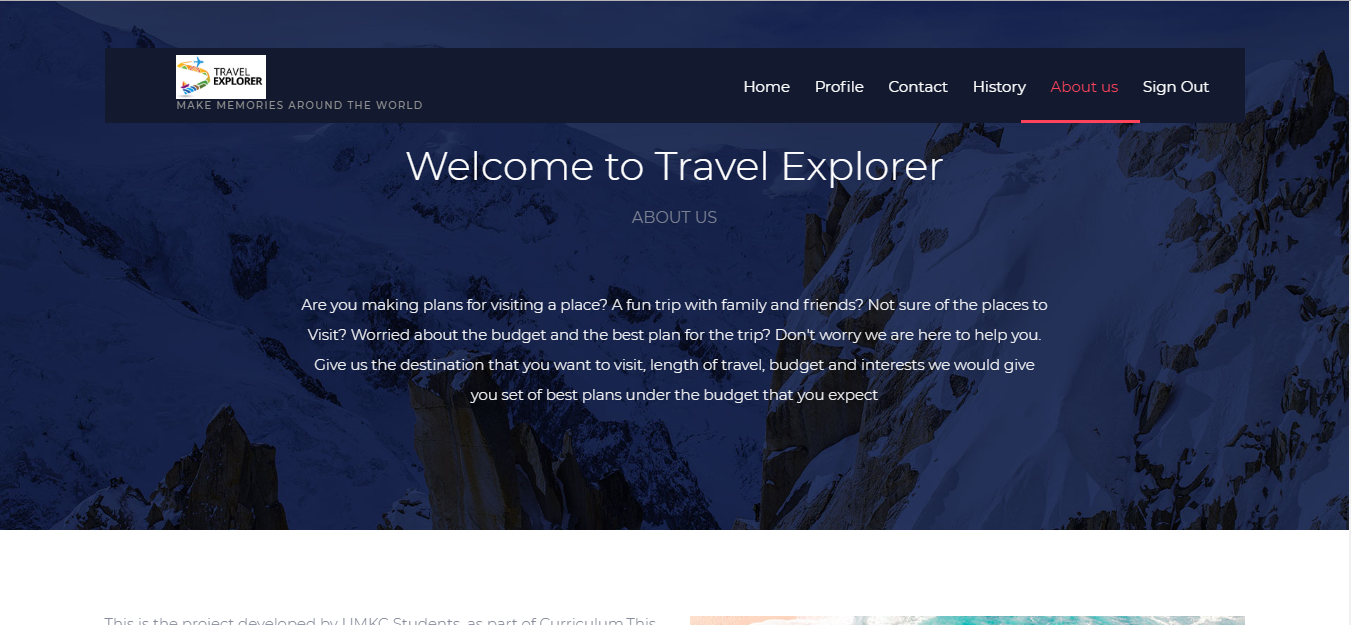 TRAVEL
EXPLORER
MAKE MEMORIES AROUND THE WORLD
Home Profile Contact History About us Sign Out
Welcome to Travel Explorer
ABOUT US
Are you making plans for visiting a place? A fun trip with family and friends? Not sure of the places to
Visit? Worried about the budget and the best plan for the trip? Don't worry we are here to help you.
Give us the destination that you want to visit, length of travel, budget and interests we would give
you set of best plans under the budget that you expect
This is the project developed by UMKC Students, as part of Curriculum.This